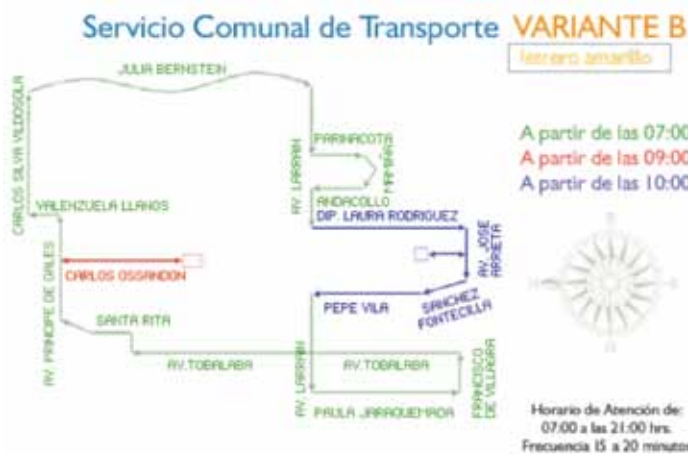 Servicio Comunal de Transporte VARIANTE B
letrero amarillo
JULIA BERNSTEIN
CARLOS SILVA VILDOSOLA
PARINACOTA
MAMIÑA
AV. LARRAIN
ANDACOLLO
VALENZUELA LLANOS
DIP. LAURA RODRIGUEZ
AV. JOSE ARRIETA
CARLOS OSSANDON
AV. PRINCIPE DE GALES
PEPE VILA
SANCHEZ FONTECILLA
SANTA RITA
AV.TOBALABA
AV.TOBALABA
AV. LARRAIN
FRANCISCO DE VILLAGRA
PAULA JARAQUEMADA
A partir de las 07:00
A partir de las 09:00
A partir de las 10:00
Horario de Atención de:
07:00 a las 21:00 hrs.
Frecuencia 15 a 20 minutos